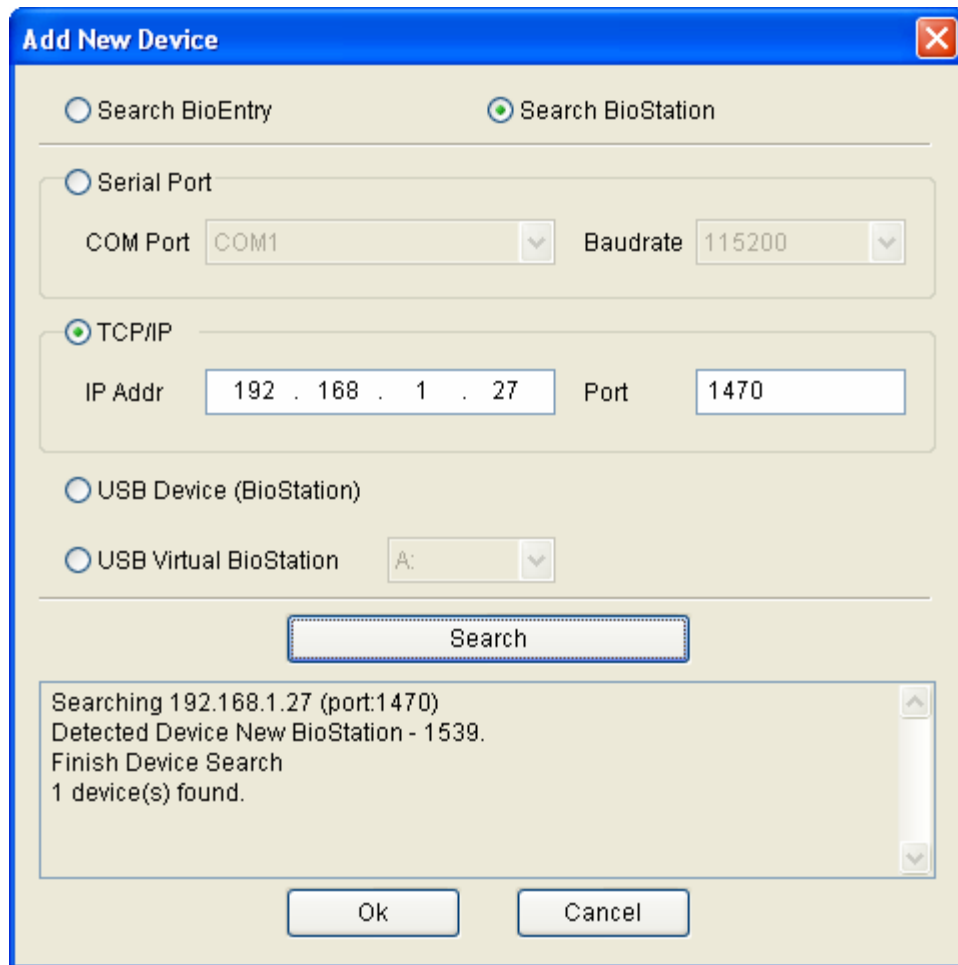 Add New Device
Search BioEntry Search BioStation
Serial Port
COM Port COM1 Baudrate 115200
TCP/IP
IP Addr 192 . 168 . 1 . 27 Port 1470
USB Device (BioStation)
USB Virtual BioStation A:
Search
Searching 192.168.1.27 (port:1470)
Detected Device New BioStation - 1539.
Finish Device Search
1 device(s) found.
Ok Cancel